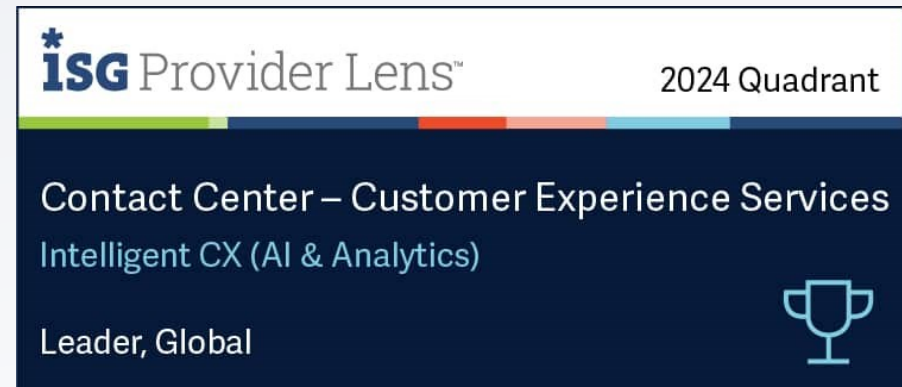 ISG Provider Lens™
2024 Quadrant
Contact Center – Customer Experience Services
Intelligent CX (AI & Analytics)
Leader, Global